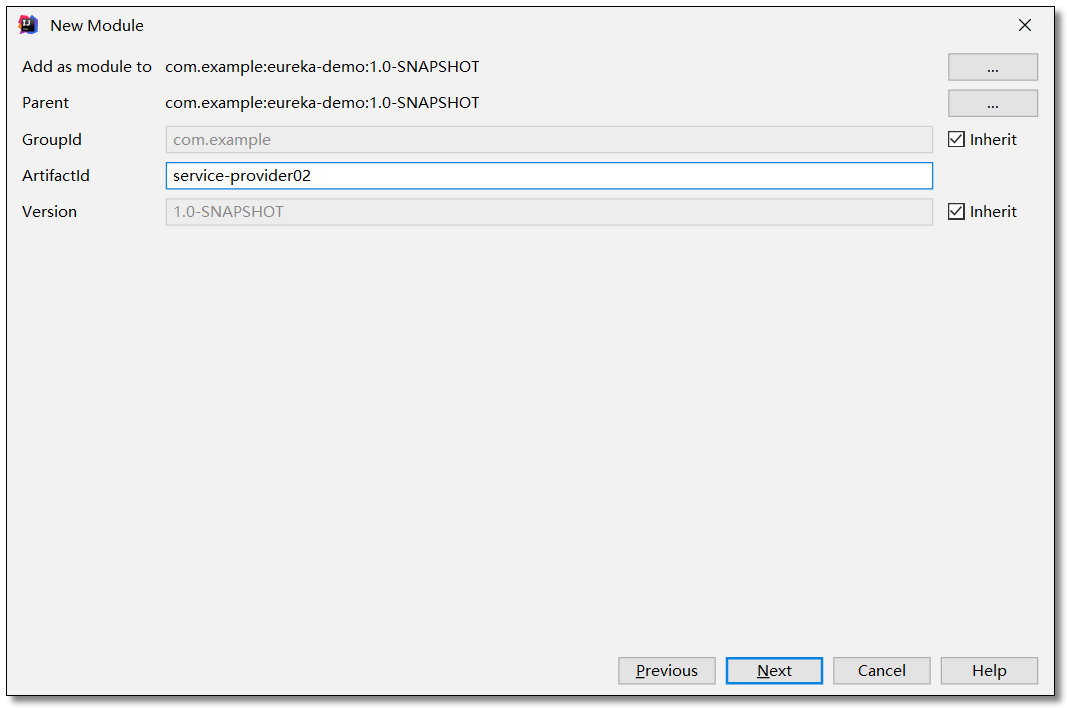 New Module
Add as module to com.example:eureka-demo:1.0-SNAPSHOT ...
Parent com.example:eureka-demo:1.0-SNAPSHOT ...
GroupId com.example Inherit
ArtifactId service-provider02
Version 1.0-SNAPSHOT Inherit
Previous Next Cancel Help